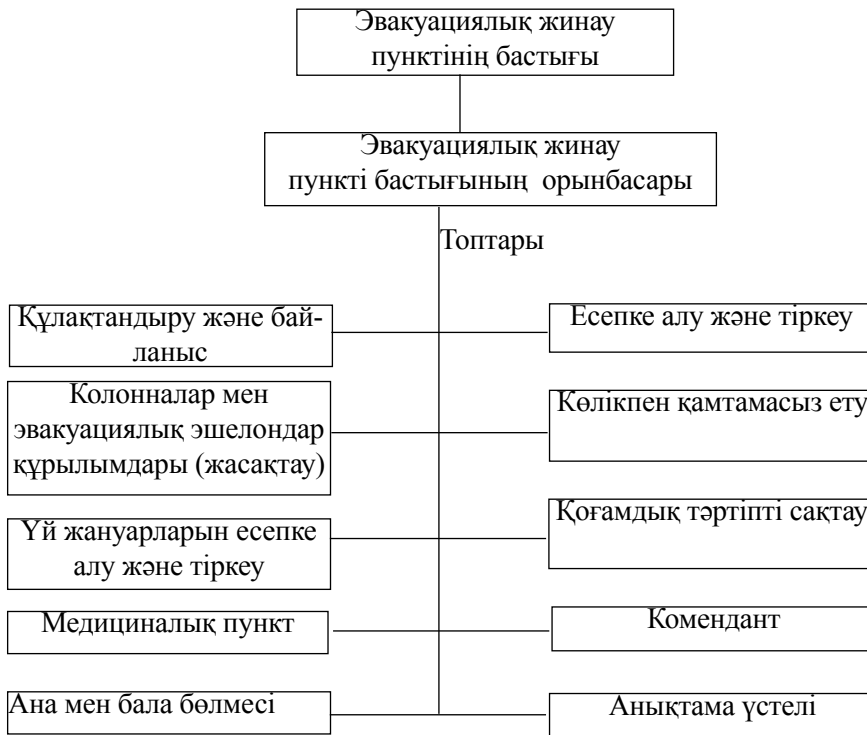 Эвакуациялық жинау
пунктінің бастығы
Эвакуациялық жинау
пункті бастығының орынбасары
Топтары
Құлақтандыру және бай-
ланыс
Есепке алу және тіркеу
Колонналар мен
эвакуациялық эшелондар
құрылымдары (жасақтау)
Көлікпен қамтамасыз ету
Үй жануарларын есепке
алу және тіркеу
Қоғамдық тәртіпті сақтау
Медициналық пункт
Комендант
Ана мен бала бөлмесі
Анықтама үстелі